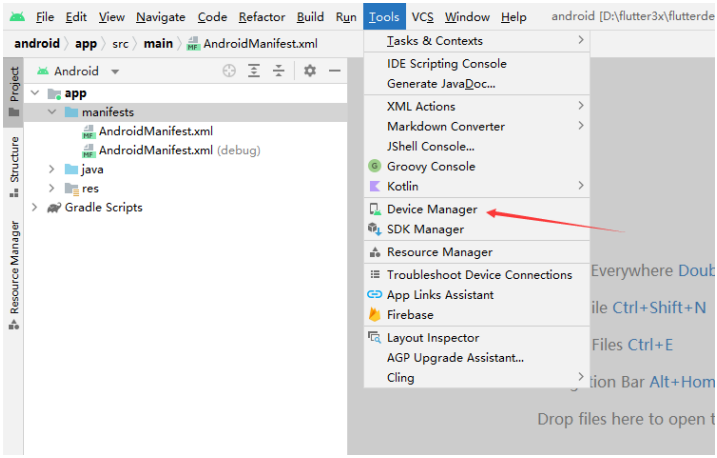 File Edit View Navigate Code Refactor Build Run Tools VCS Window Help android [D:\flutter3x\flutterde
android app src main AndroidManifest.xml
Android
Project
Structure
Resource Manager
app
manifests
AndroidManifest.xml
AndroidManifest.xml (debug)
java
res
Gradle Scripts
Tasks & Contexts
IDE Scripting Console
Generate JavaDoc...
XML Actions
Markdown Converter
JShell Console...
Groovy Console
Kotlin
Device Manager
SDK Manager
Resource Manager
Troubleshoot Device Connections
App Links Assistant
Firebase
Layout Inspector
AGP Upgrade Assistant...
Cling
Everywhere Doub
ile Ctrl+Shift+N
Files Ctrl+E
tion Bar Alt+Hom
Drop files here to open t